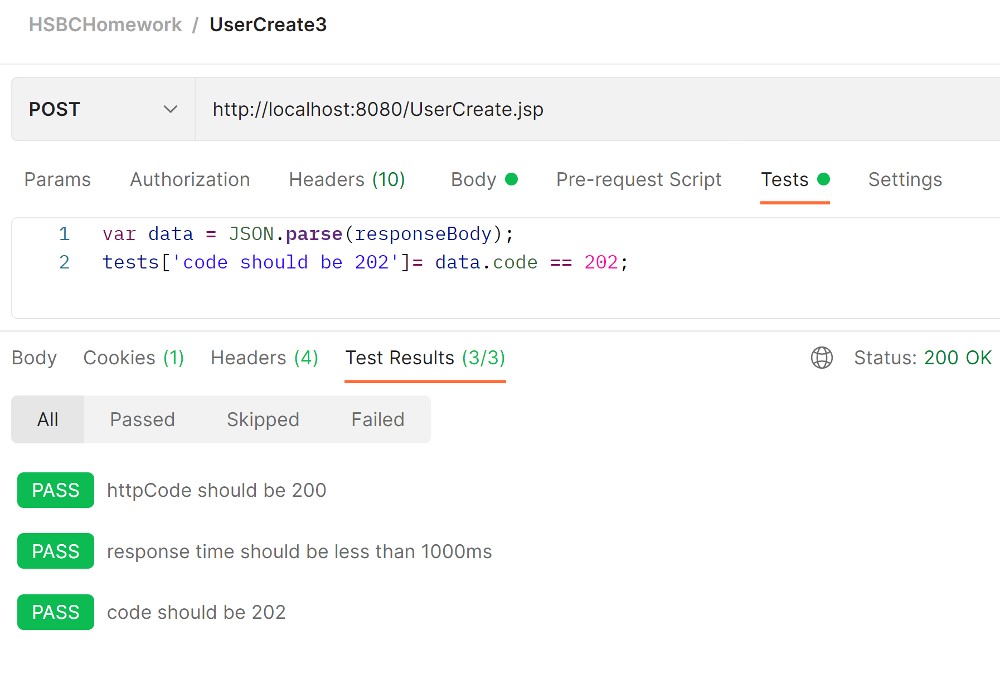 HSBCHomework / UserCreate3
POST http://localhost:8080/UserCreate.jsp
Params Authorization Headers (10) Body Pre-request Script Tests Settings
1 var data = JSON.parse(responseBody);
2 tests['code should be 202']= data.code == 202;
Body Cookies (1) Headers (4) Test Results (3/3) Status: 200 OK
All Passed Skipped Failed
PASS httpCode should be 200
PASS response time should be less than 1000ms
PASS code should be 202